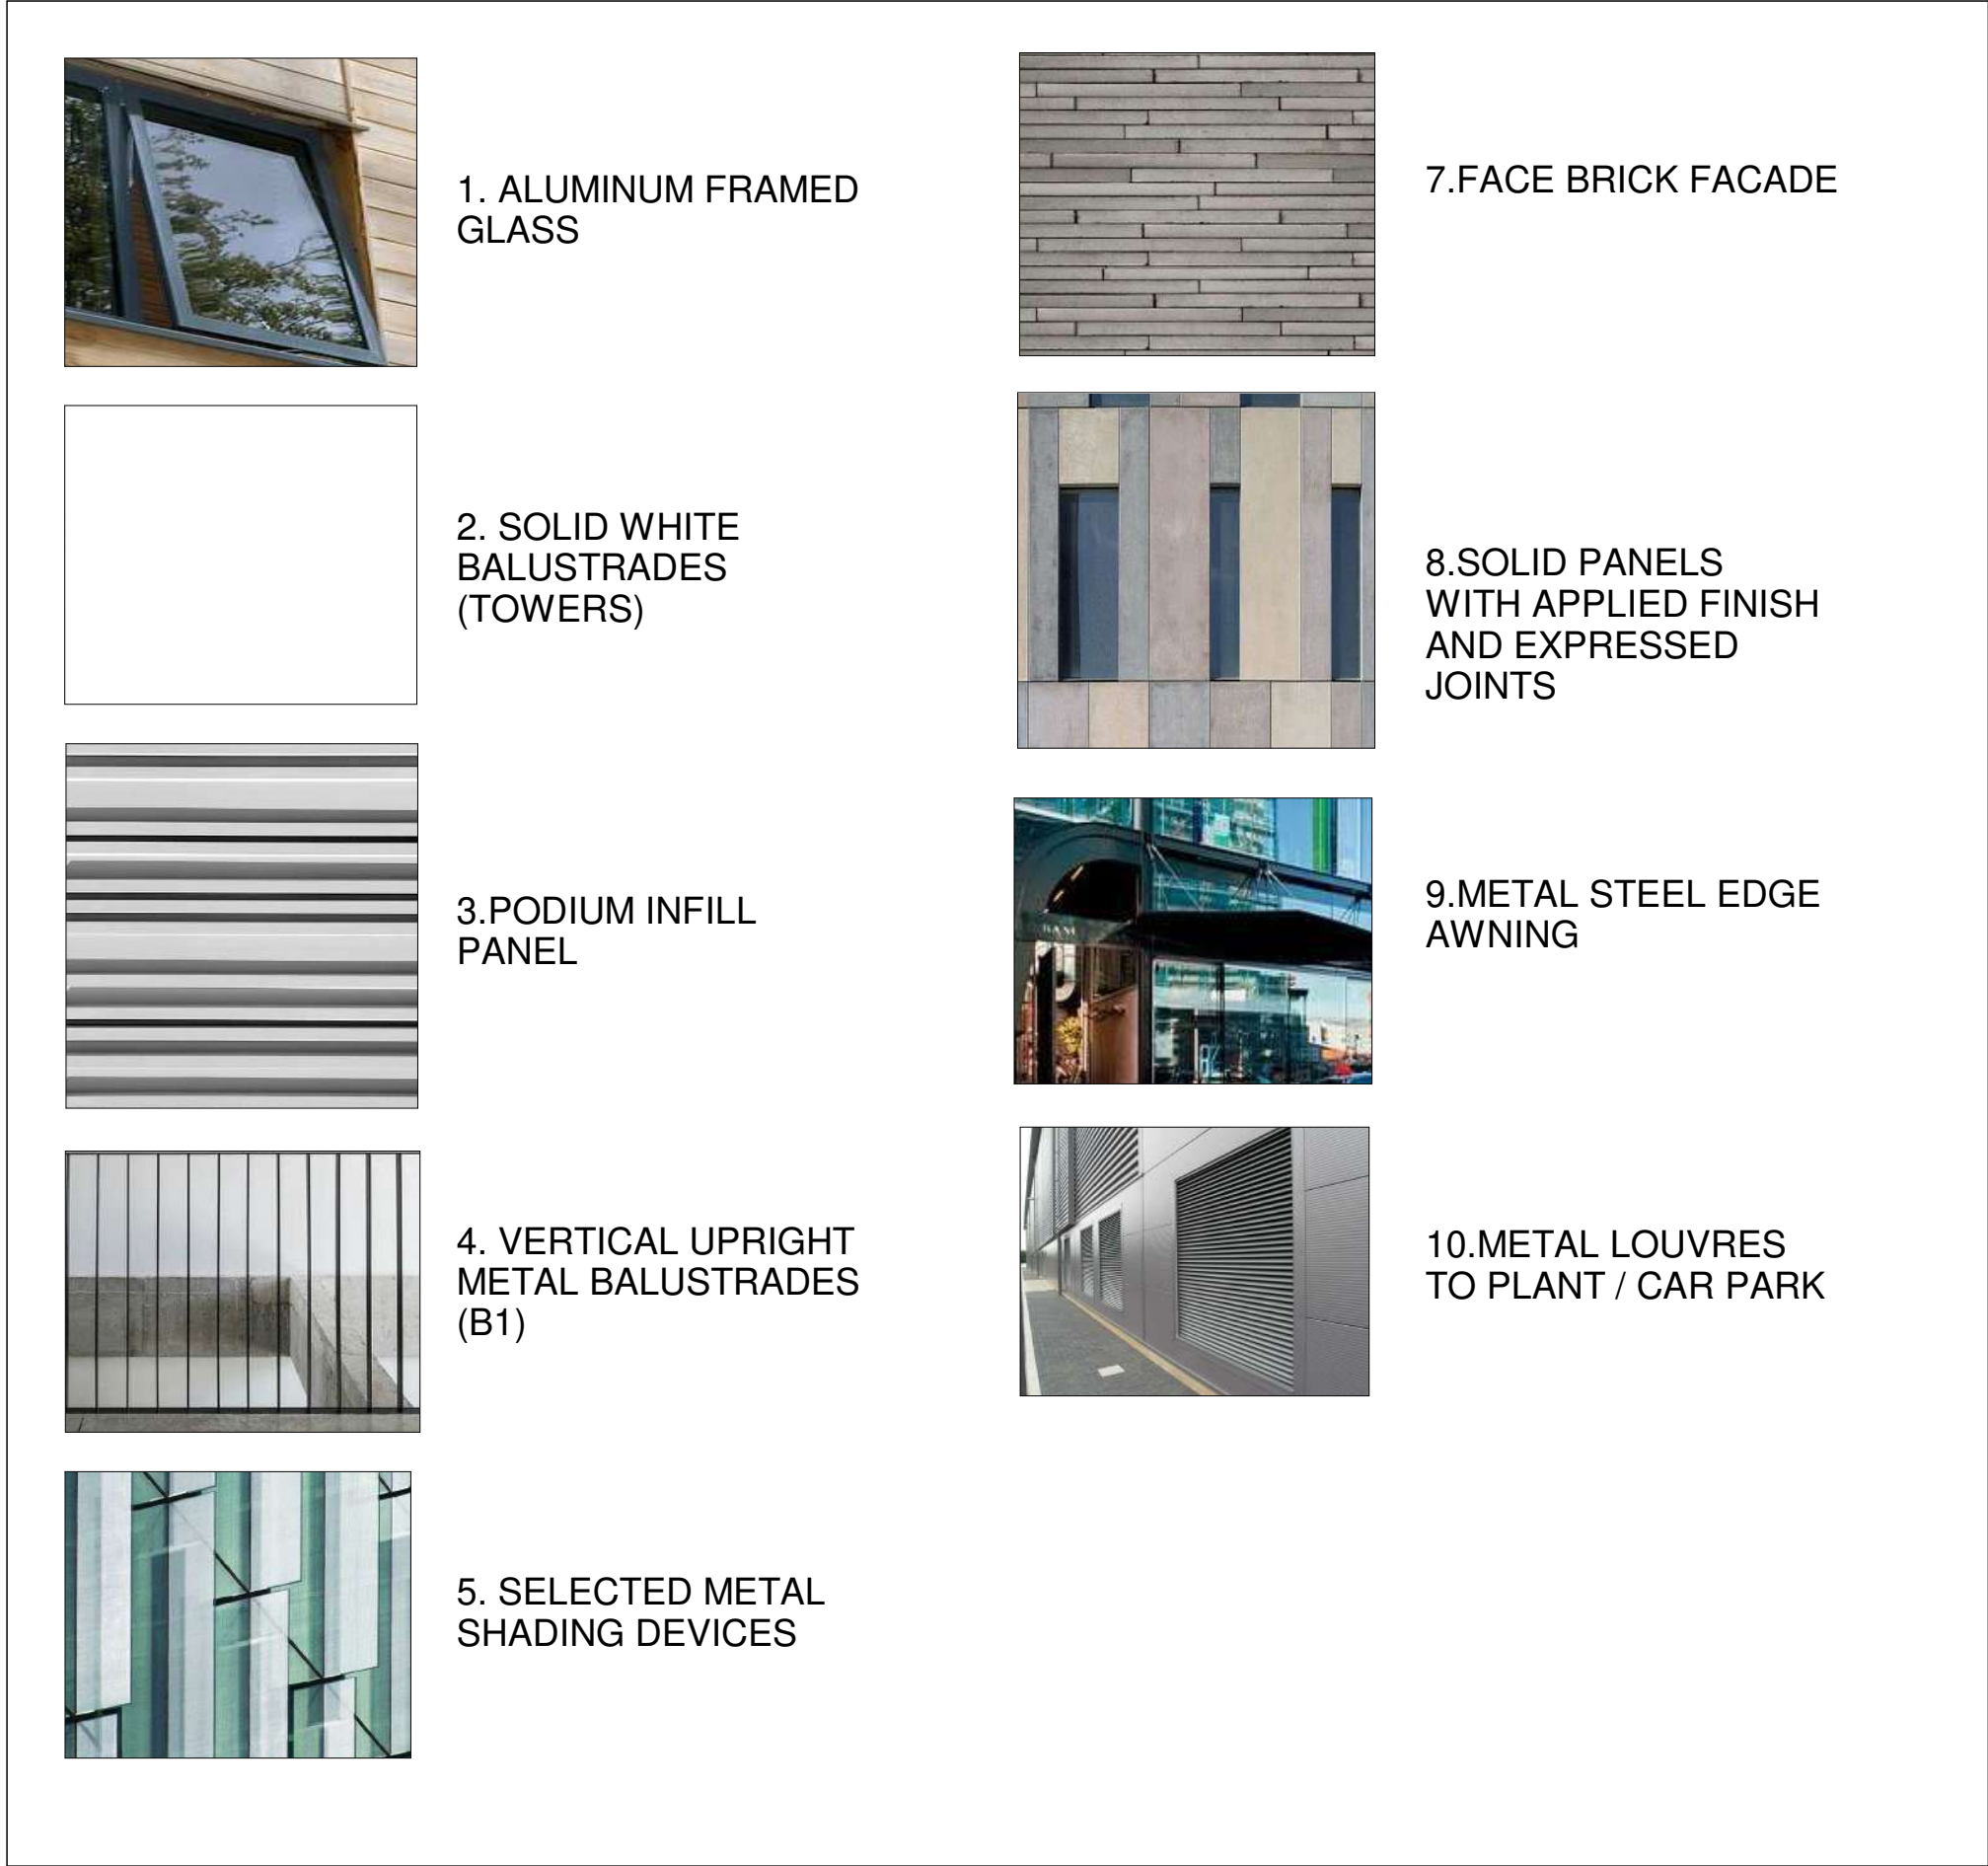 1. ALUMINUM FRAMED
GLASS
2. SOLID WHITE
BALUSTRADES
(TOWERS)
3.PODIUM INFILL
PANEL
4. VERTICAL UPRIGHT
METAL BALUSTRADES
(B1)
5. SELECTED METAL
SHADING DEVICES
7.FACE BRICK FACADE
8.SOLID PANELS
WITH APPLIED FINISH
AND EXPRESSED
JOINTS
9.METAL STEEL EDGE
AWNING
10.METAL LOUVRES
TO PLANT / CAR PARK